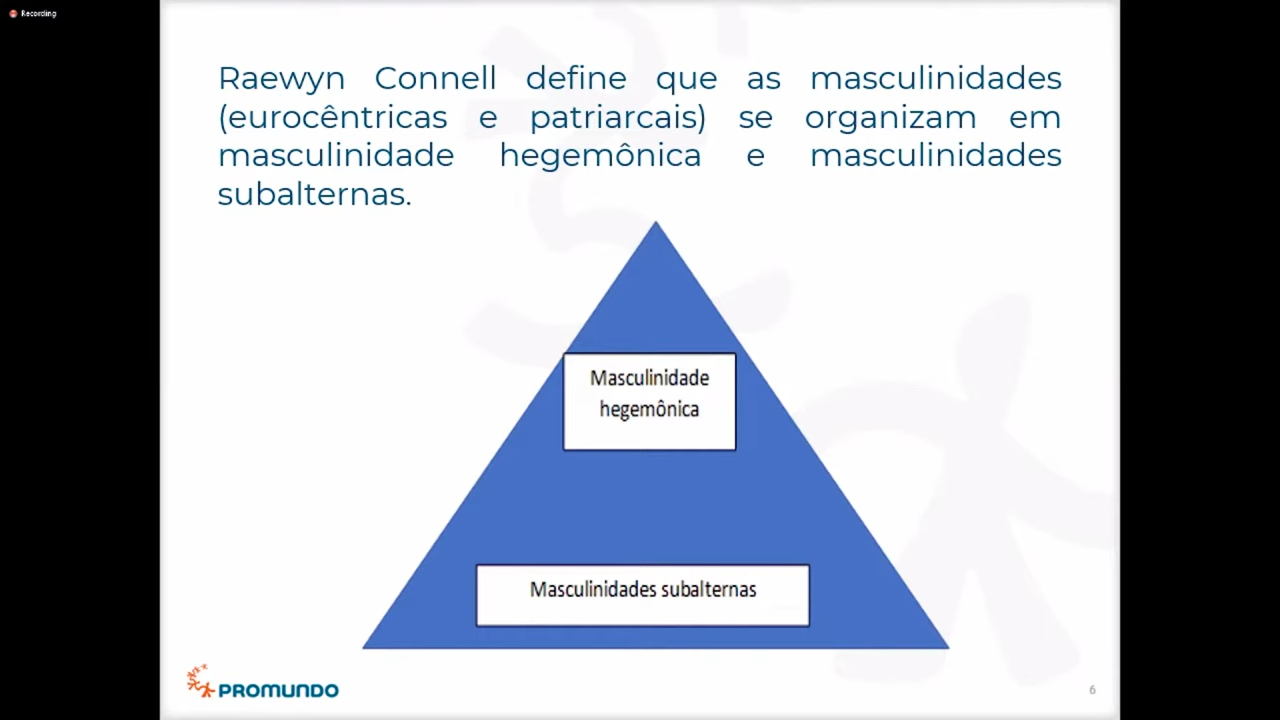 Recording
Raewyn Connell define que as masculinidades
(eurocêntricas e patriarcais) se organizam em
masculinidade hegemônica e masculinidades
subalternas.
Masculinidade
hegemônica
Masculinidades subalternas
PROMUNDO
6